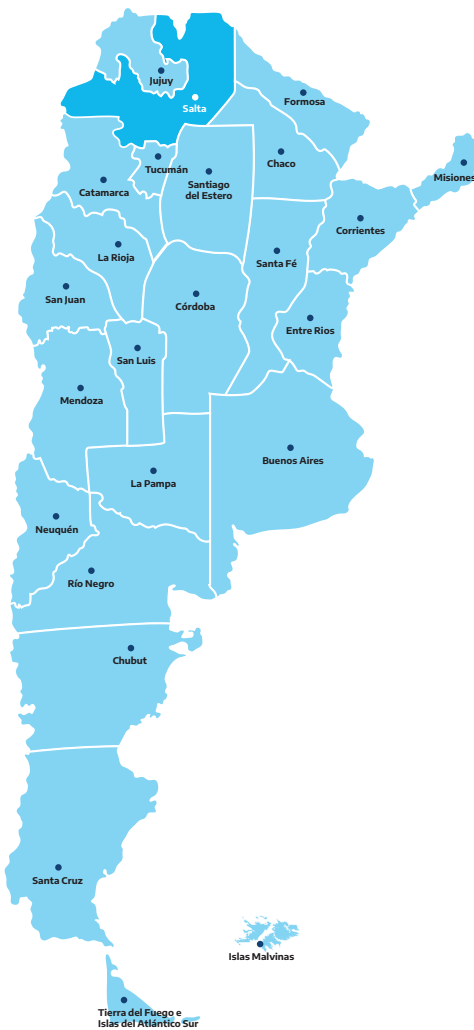 Jujuy
Salta
Formosa
Tucumán
Chaco
Misiones
Catamarca
Santiago
del Estero
Corrientes
La Rioja
Santa Fé
San Juan
Córdoba
Entre Rios
San Luis
Mendoza
Buenos Aires
La Pampa
Neuquén
Río Negro
Chubut
Santa Cruz
Islas Malvinas
Tierra del Fuego e
Islas del Atlántico Sur